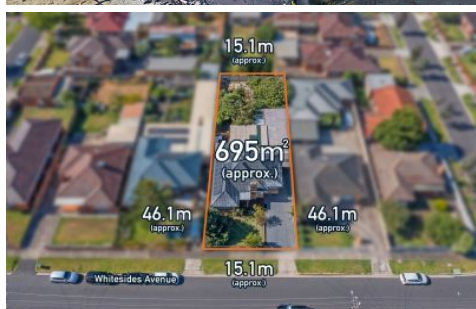 15.1m
(approx.)
695m²
(approx.)
46.1m
(approx.)
46.1m
(approx.)
15.1m
(approx.)
Whitesides Avenue